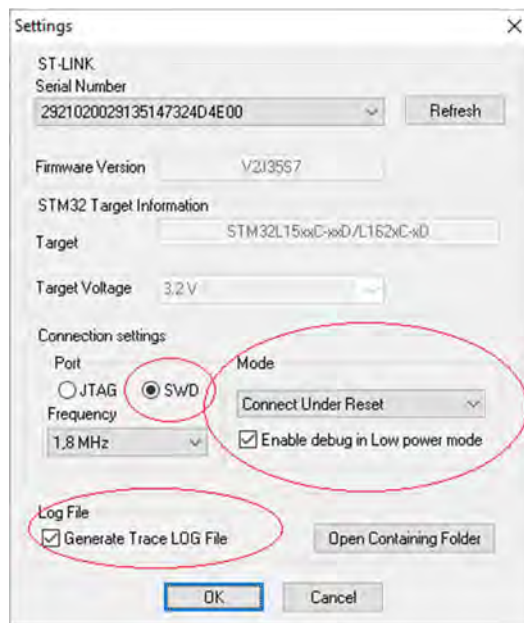 Settings
ST-LINK
Serial Number
2921020029135147324D4E00
Refresh
Firmware Version
V2J35S7
STM32 Target Information
Target
STM32L15xxC-xxD/L162xC-xD
Target Voltage
3.2 V
Connection settings
Port
Mode
JTAG
SWD
Connect Under Reset
Frequency
1,8 MHz
Enable debug in Low power mode
Log File
Generate Trace LOG File
Open Containing Folder
OK
Cancel